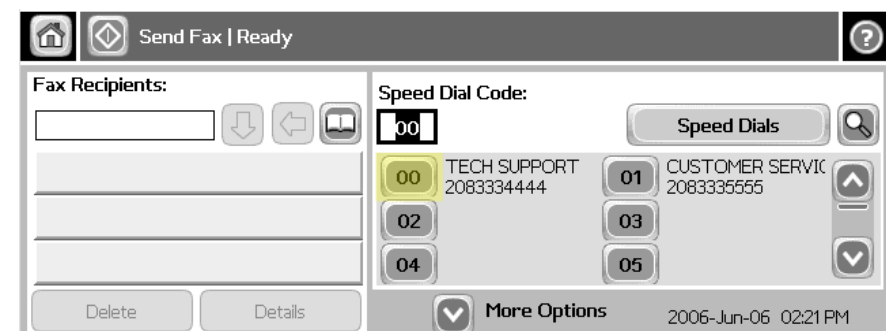 Send Fax | Ready
?
Fax Recipients:
Speed Dial Code:
00
Speed Dials
00
TECH SUPPORT
2083334444
01
CUSTOMER SERVIC
2083335555
02
03
04
05
Delete
Details
More Options
2006-Jun-06 02:21 PM